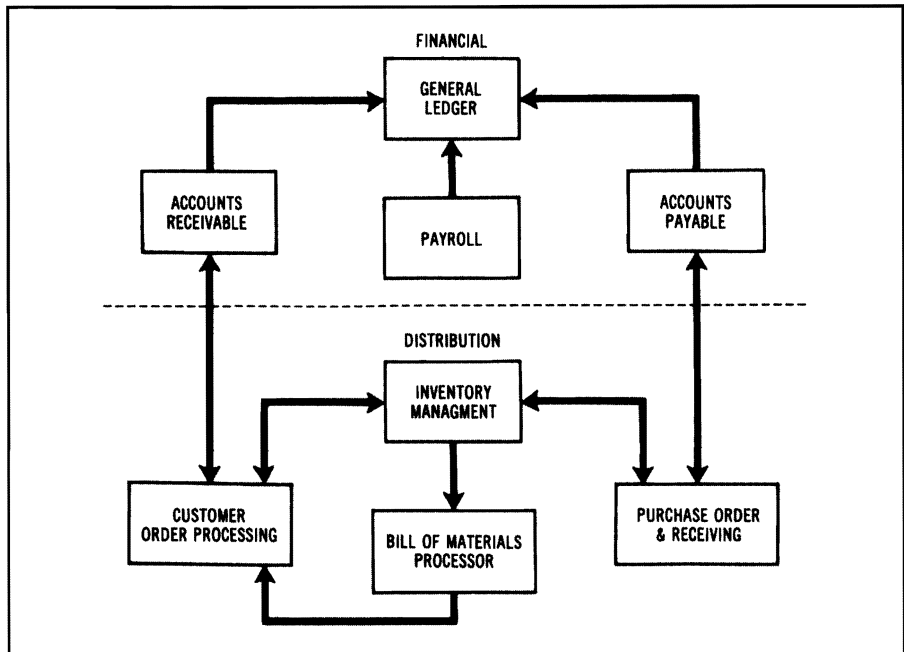 FINANCIAL
GENERAL
LEDGER
ACCOUNTS
RECEIVABLE
PAYROLL
ACCOUNTS
PAYABLE
DISTRIBUTION
INVENTORY
MANAGMENT
CUSTOMER
ORDER PROCESSING
BILL OF MATERIALS
PROCESSOR
PURCHASE ORDER
& RECEIVING